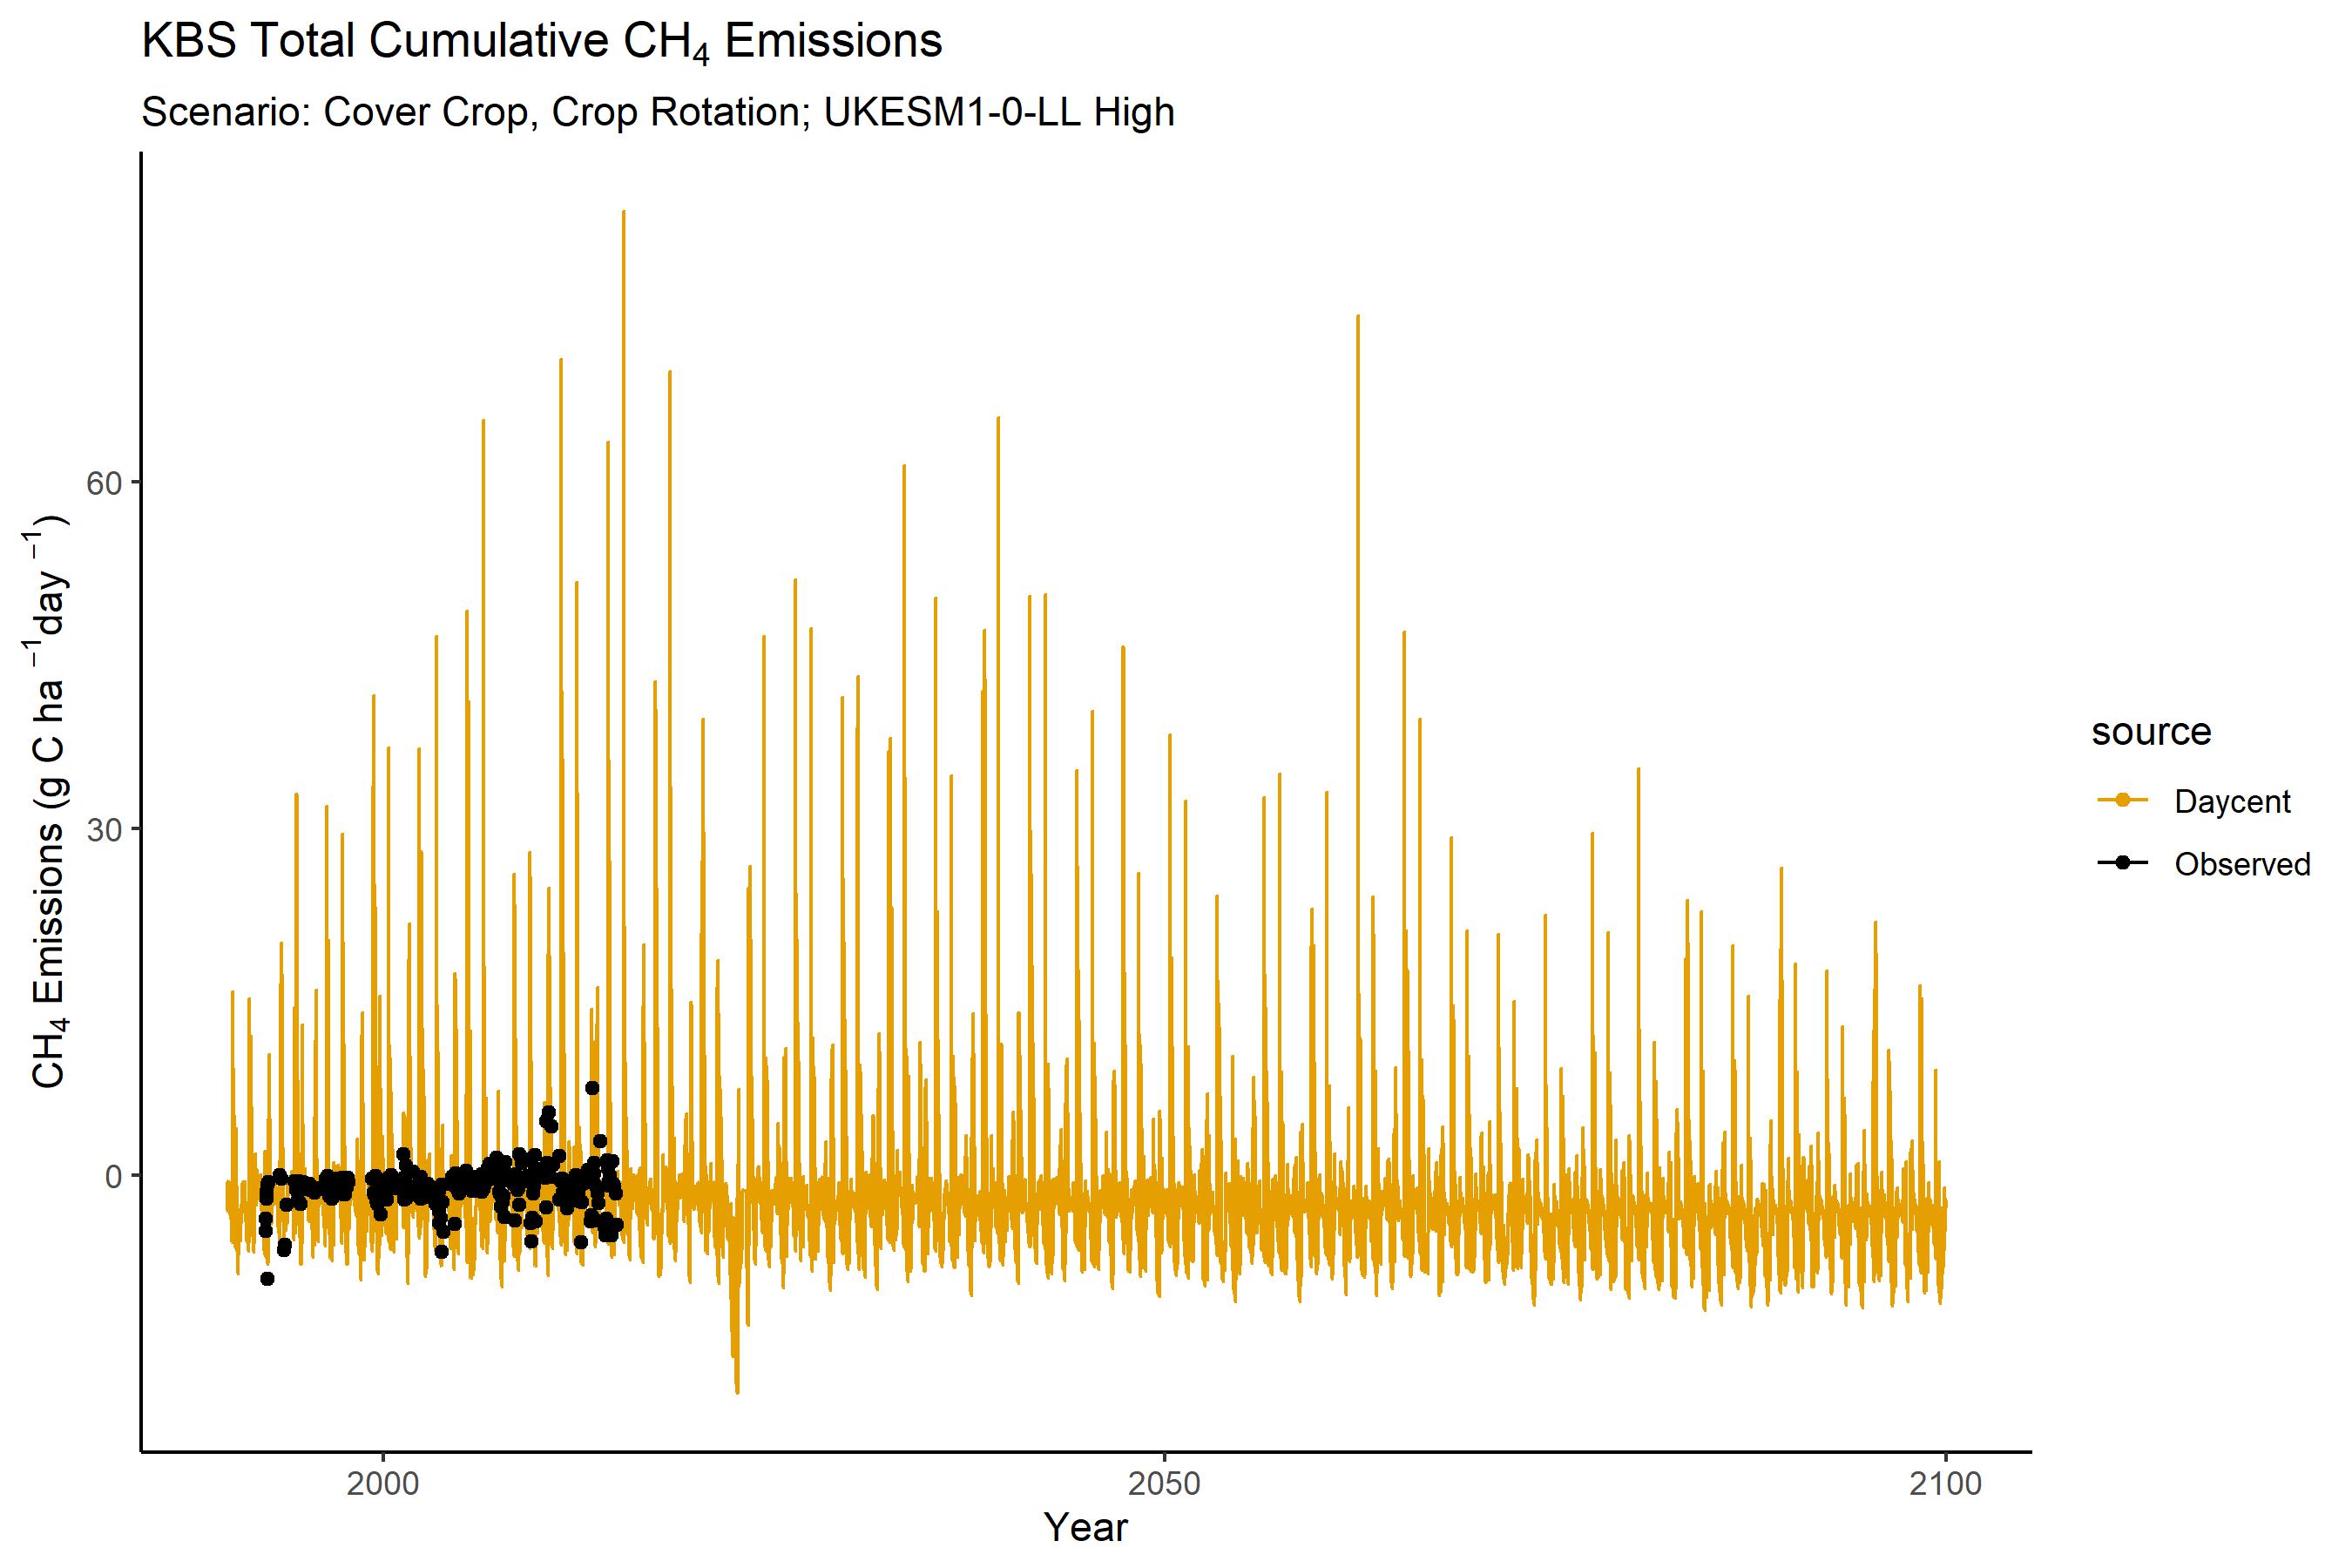 KBS Total Cumulative CH₄ Emissions
Scenario: Cover Crop, Crop Rotation; UKESM1-0-LL High
CH₄ Emissions (g C ha ⁻¹day ⁻¹)
60
30
0
2000
2050
2100
Year
source
Daycent
Observed